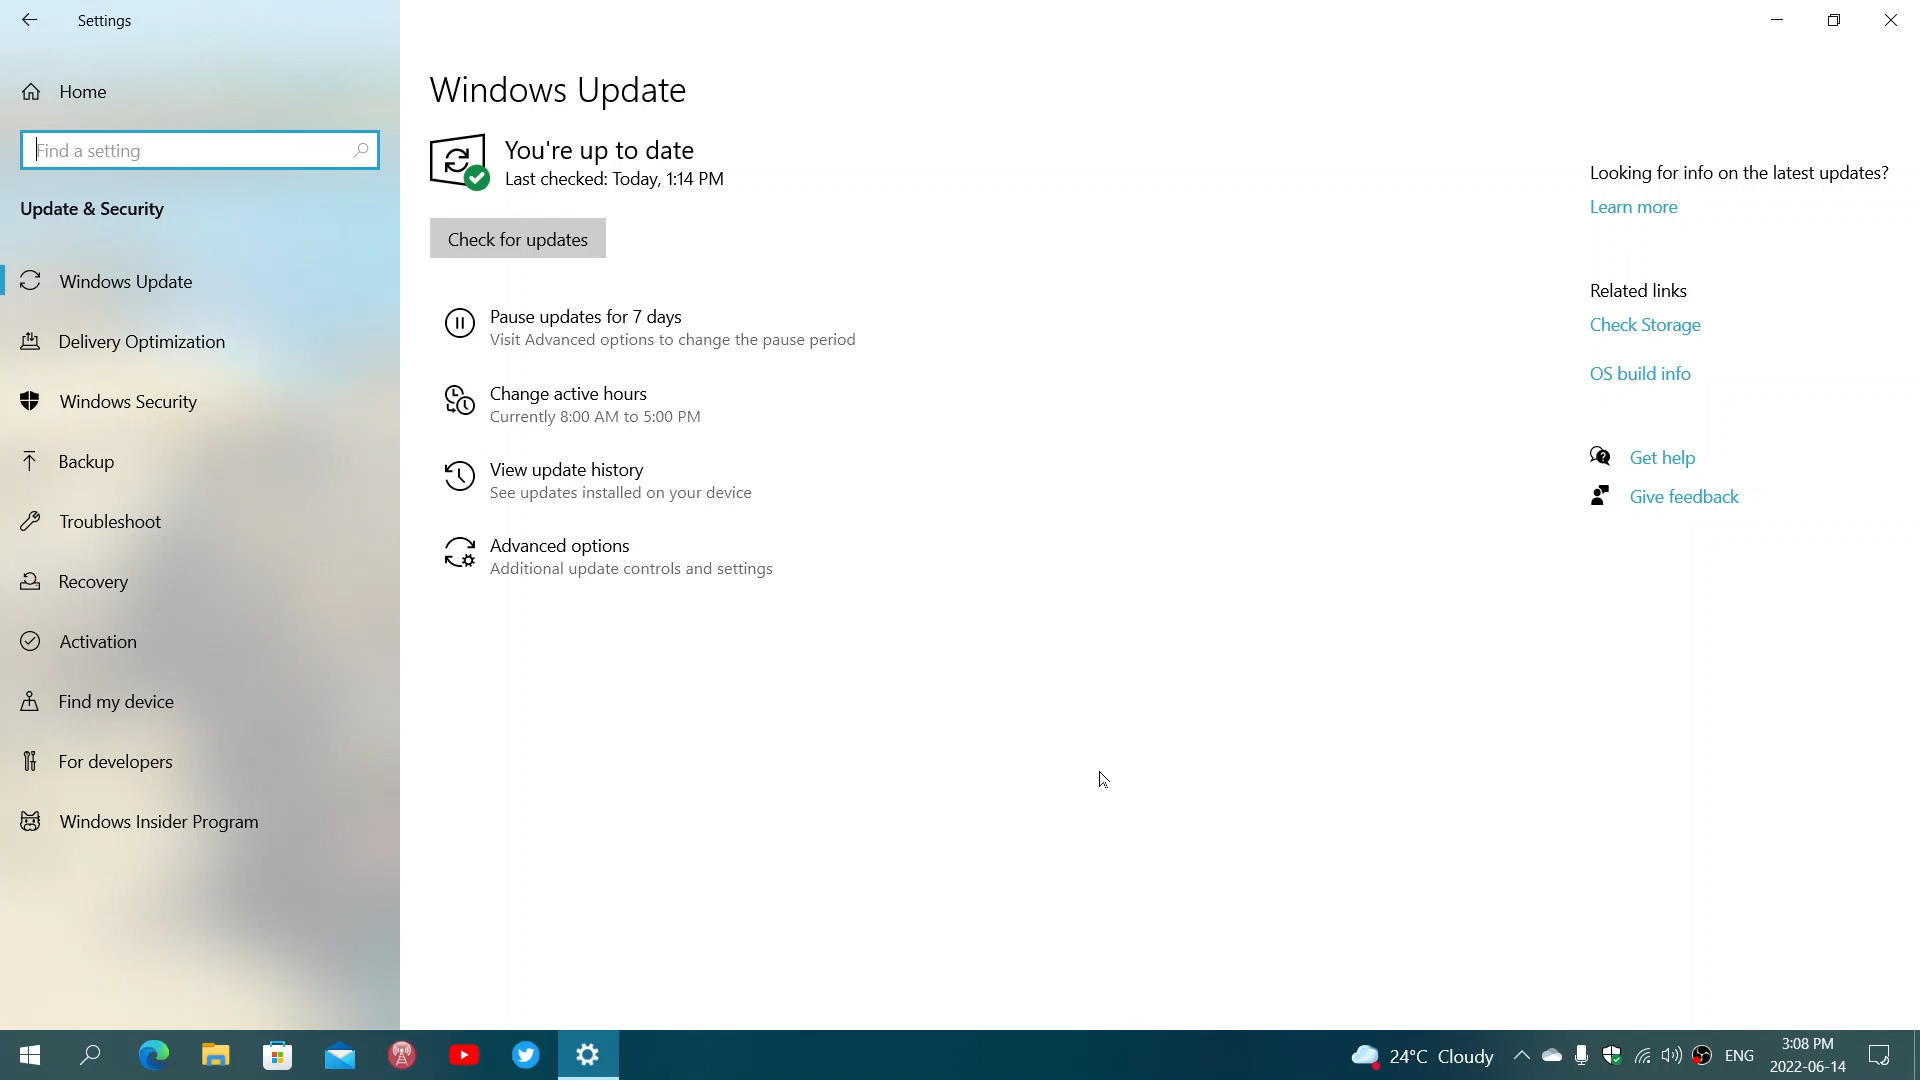 Settings
Home
Find a setting
Update & Security
Windows Update
Delivery Optimization
Windows Security
Backup
Troubleshoot
Recovery
Activation
Find my device
For developers
Windows Insider Program
Windows Update
You're up to date
Last checked: Today, 1:14 PM
Check for updates
Pause updates for 7 days
Visit Advanced options to change the pause period
Change active hours
Currently 8:00 AM to 5:00 PM
View update history
See updates installed on your device
Advanced options
Additional update controls and settings
Looking for info on the latest updates?
Learn more
Related links
Check Storage
OS build info
Get help
Give feedback
24°C Cloudy
ENG
3:08 PM
2022-06-14